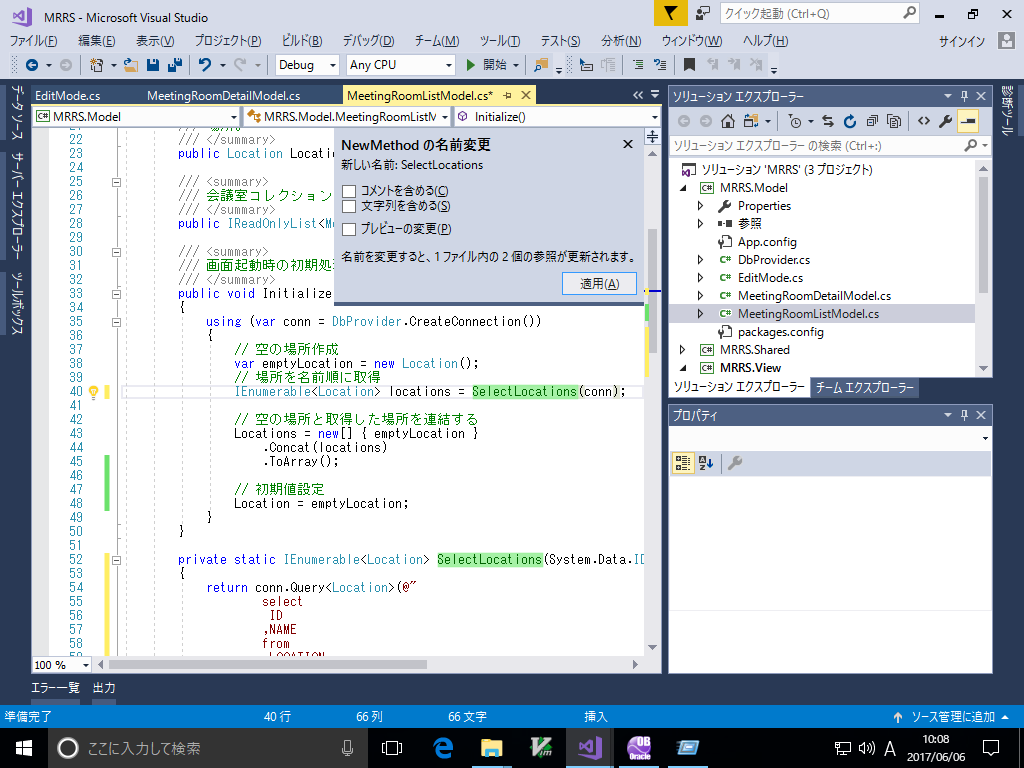 MRRS - Microsoft Visual Studio
クイック起動 (Ctrl+Q)
ファイル(F) 編集(E) 表示(V) プロジェクト(P) ビルド(B) デバッグ(D) チーム(M) ツール(T) テスト(S) 分析(N) ウィンドウ(W) ヘルプ(H) サインイン
Debug Any CPU 開始
データ ソース
サーバー エクスプローラー
ツールボックス
EditMode.cs MeetingRoomDetailModel.cs MeetingRoomListModel.cs*
MRRS.Model MRRS.Model.MeetingRoomListM Initialize()
22 /// </summary>
23 public Location Locatio
24
25 /// <summary>
26 /// 会議室コレクション
27 /// </summary>
28 public IReadOnlyList<Me
29
30 /// <summary>
31 /// 画面起動時の初期処理
32 /// </summary>
33 public void Initialize
34 {
35 using (var conn = DbProvider.CreateConnection())
36 {
37 // 空の場所作成
38 var emptyLocation = new Location();
39 // 場所を名前順に取得
40 IEnumerable<Location> locations = SelectLocations(conn);
41
42 // 空の場所と取得した場所を連結する
43 Locations = new[] { emptyLocation }
44 .Concat(locations)
45 .ToArray();
46
47 // 初期値設定
48 Location = emptyLocation;
49 }
50 }
51
52 private static IEnumerable<Location> SelectLocations(System.Data.ID
53 {
54 return conn.Query<Location>(@"
55 select
56 ID
57 ,NAME
58 from
LOCATION
100 %
NewMethod の名前変更
新しい名前: SelectLocations
コメントを含める(C)
文字列を含める(S)
プレビューの変更(P)
名前を変更すると、1 ファイル内の 2 個の参照が更新されます。
適用(A)
ソリューション エクスプローラー
ソリューション エクスプローラー の検索 (Ctrl+:)
ソリューション 'MRRS' (3 プロジェクト)
MRRS.Model
Properties
参照
App.config
DbProvider.cs
EditMode.cs
MeetingRoomDetailModel.cs
MeetingRoomListModel.cs
packages.config
MRRS.Shared
MRRS.View
ソリューション エクスプローラー チーム エクスプローラー
プロパティ
診断ツール
エラー一覧 出力
準備完了 40 行 66 列 66 文字 挿入 ソース管理に追加
ここに入力して検索
A
10:08
2017/06/06